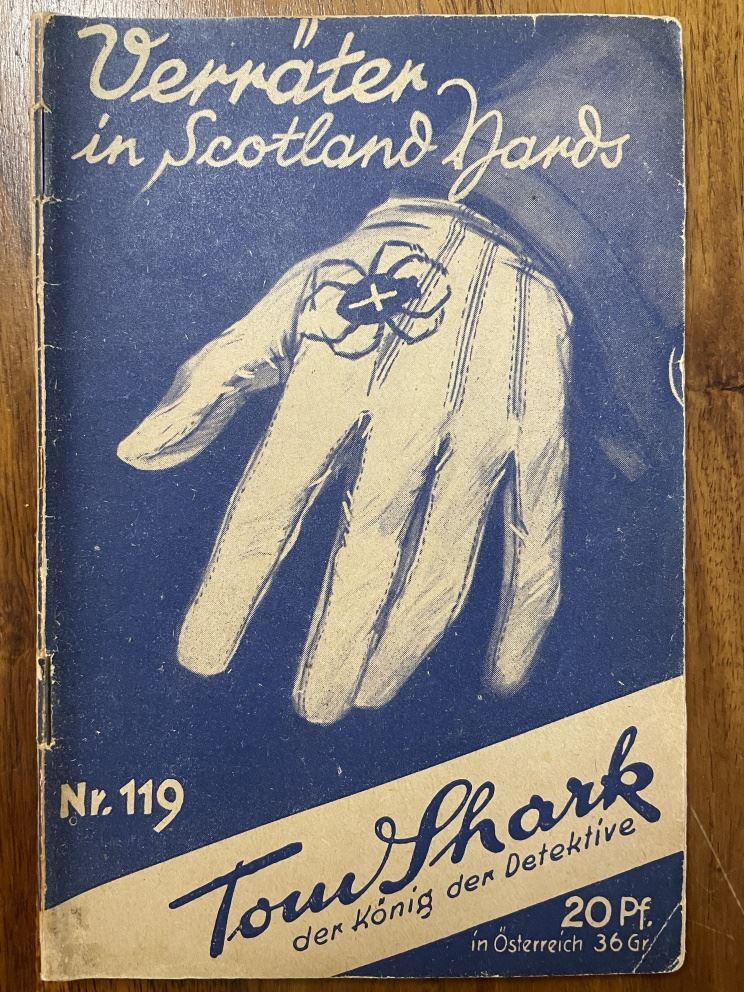 Verräter
in Scotland Yards
Nr. 119
Tom Shark
der König der Detektive
20 Pf.
in Österreich 36 Gr.